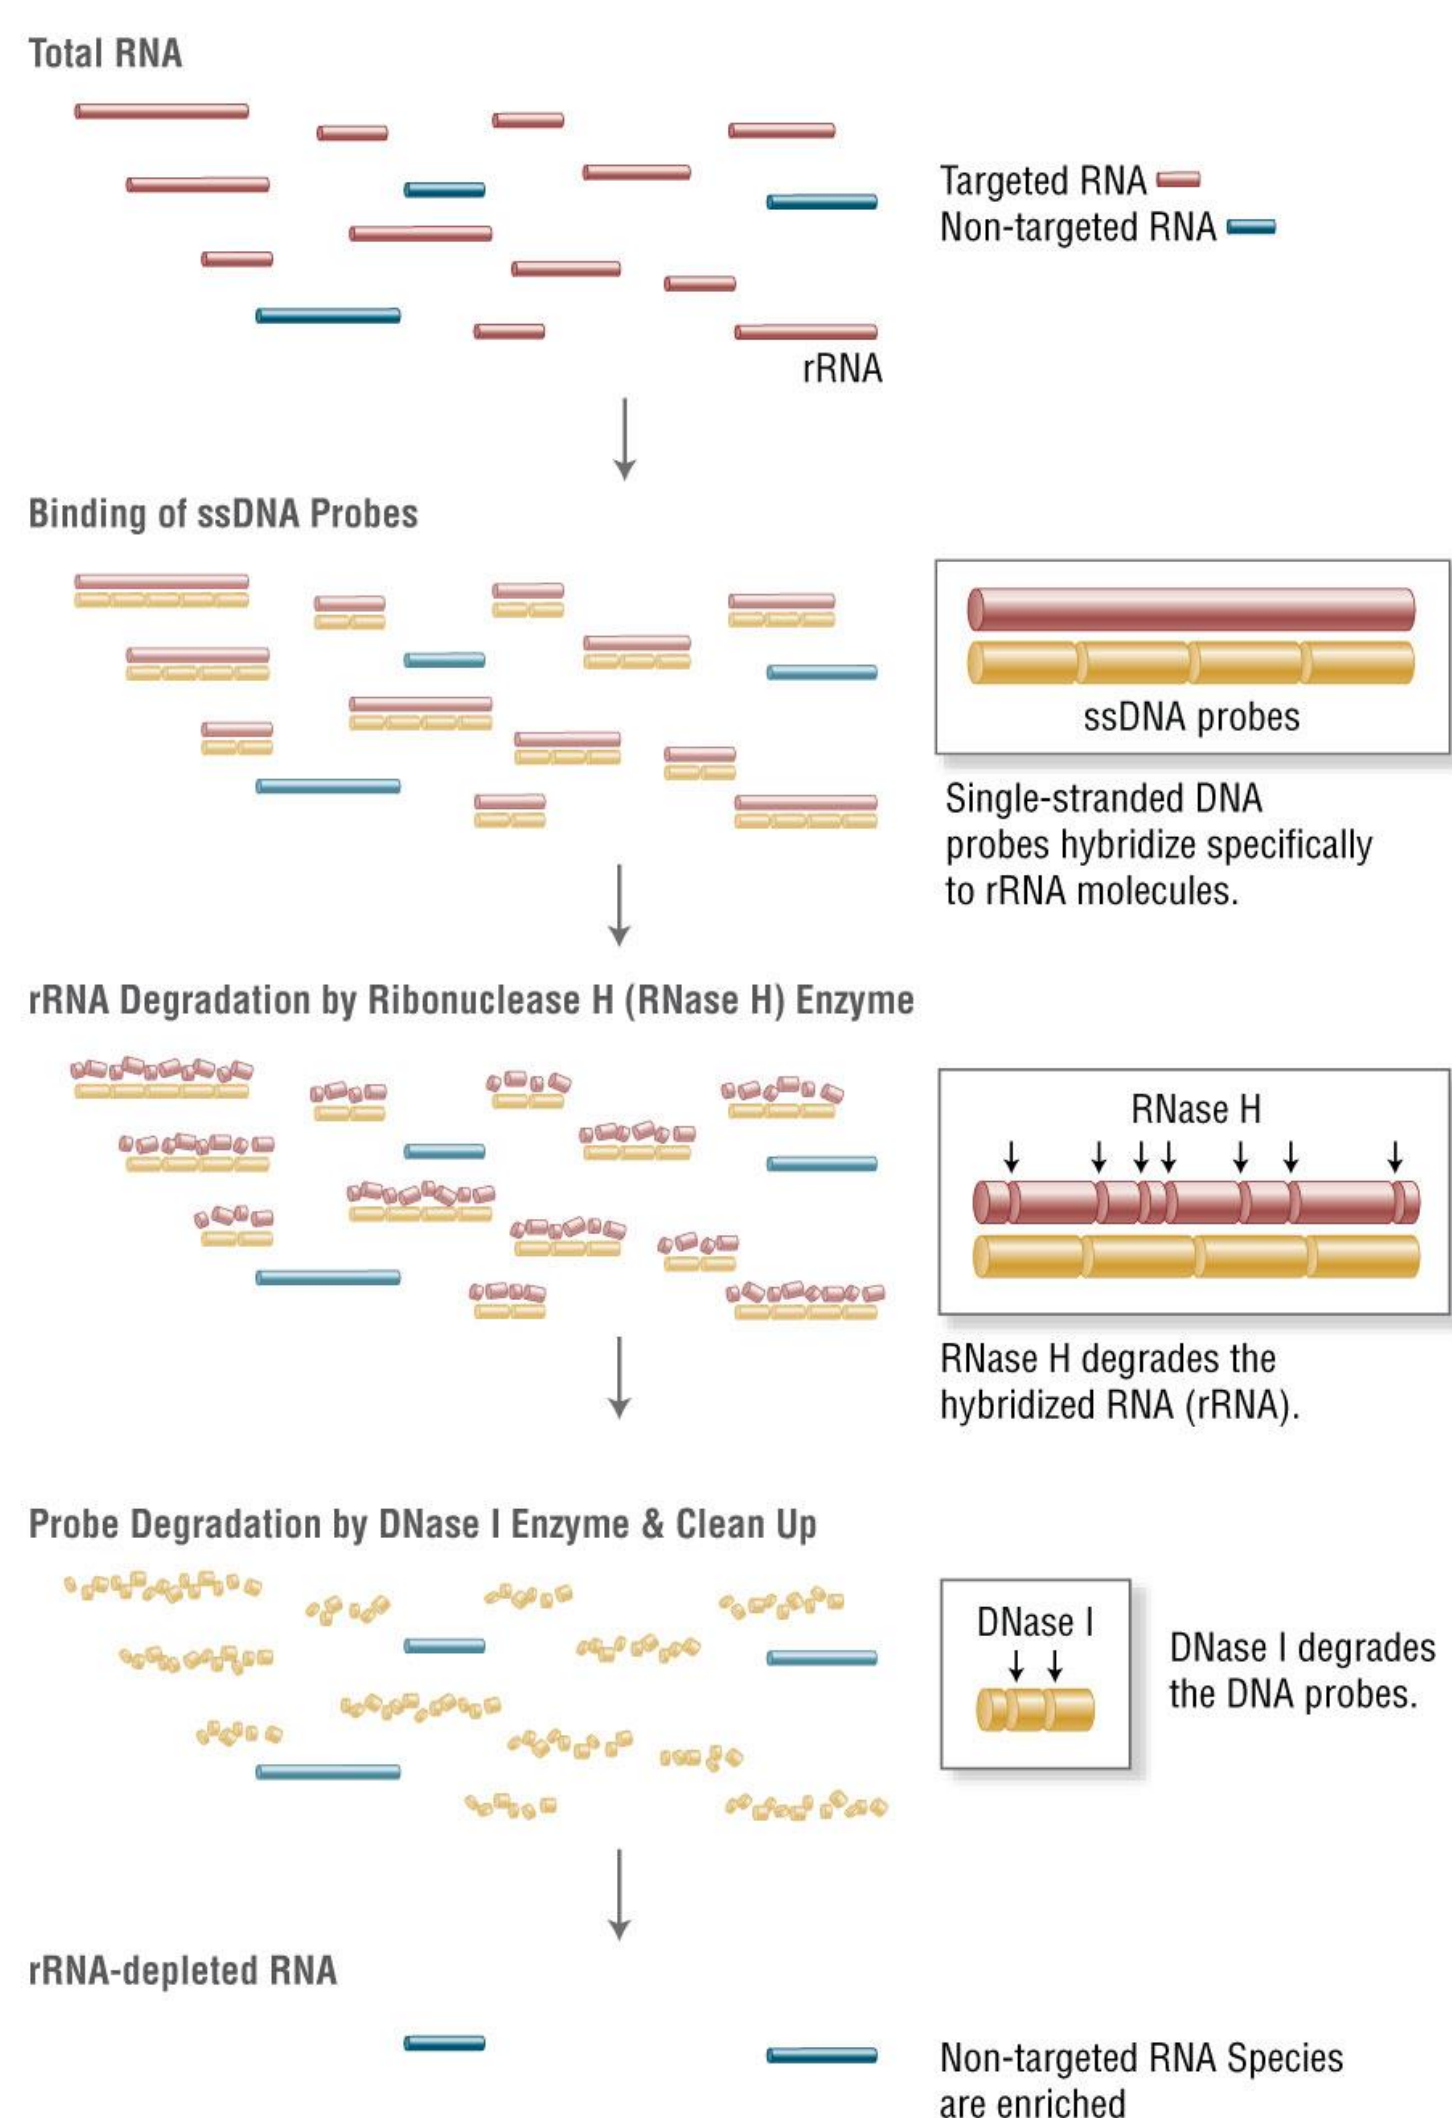 Total RNA
Targeted RNA
Non-targeted RNA
rRNA
Binding of ssDNA Probes
ssDNA probes
Single-stranded DNA
probes hybridize specifically
to rRNA molecules.
rRNA Degradation by Ribonuclease H (RNase H) Enzyme
RNase H
RNase H degrades the
hybridized RNA (rRNA).
Probe Degradation by DNase I Enzyme & Clean Up
DNase I
DNase I degrades
the DNA probes.
rRNA-depleted RNA
Non-targeted RNA Species
are enriched